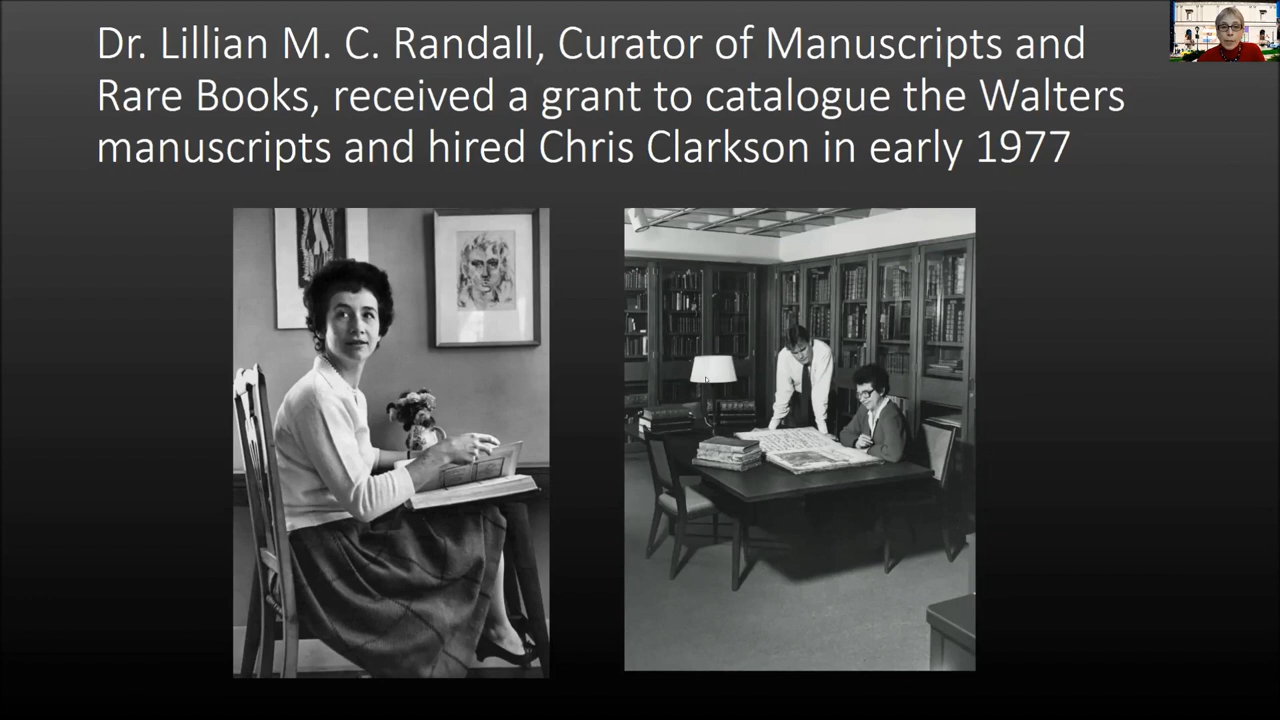 Dr. Lillian M. C. Randall, Curator of Manuscripts and
Rare Books, received a grant to catalogue the Walters
manuscripts and hired Chris Clarkson in early 1977